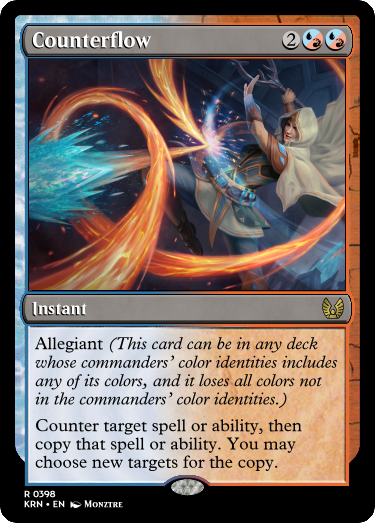 Counterflow 2
Instant
Allegiant (This card can be in any deck
whose commanders' color identities includes
any of its colors, and it loses all colors not
in the commanders' color identities.)
Counter target spell or ability, then
copy that spell or ability. You may
choose new targets for the copy.
R 0398
KRN • EN Monztre